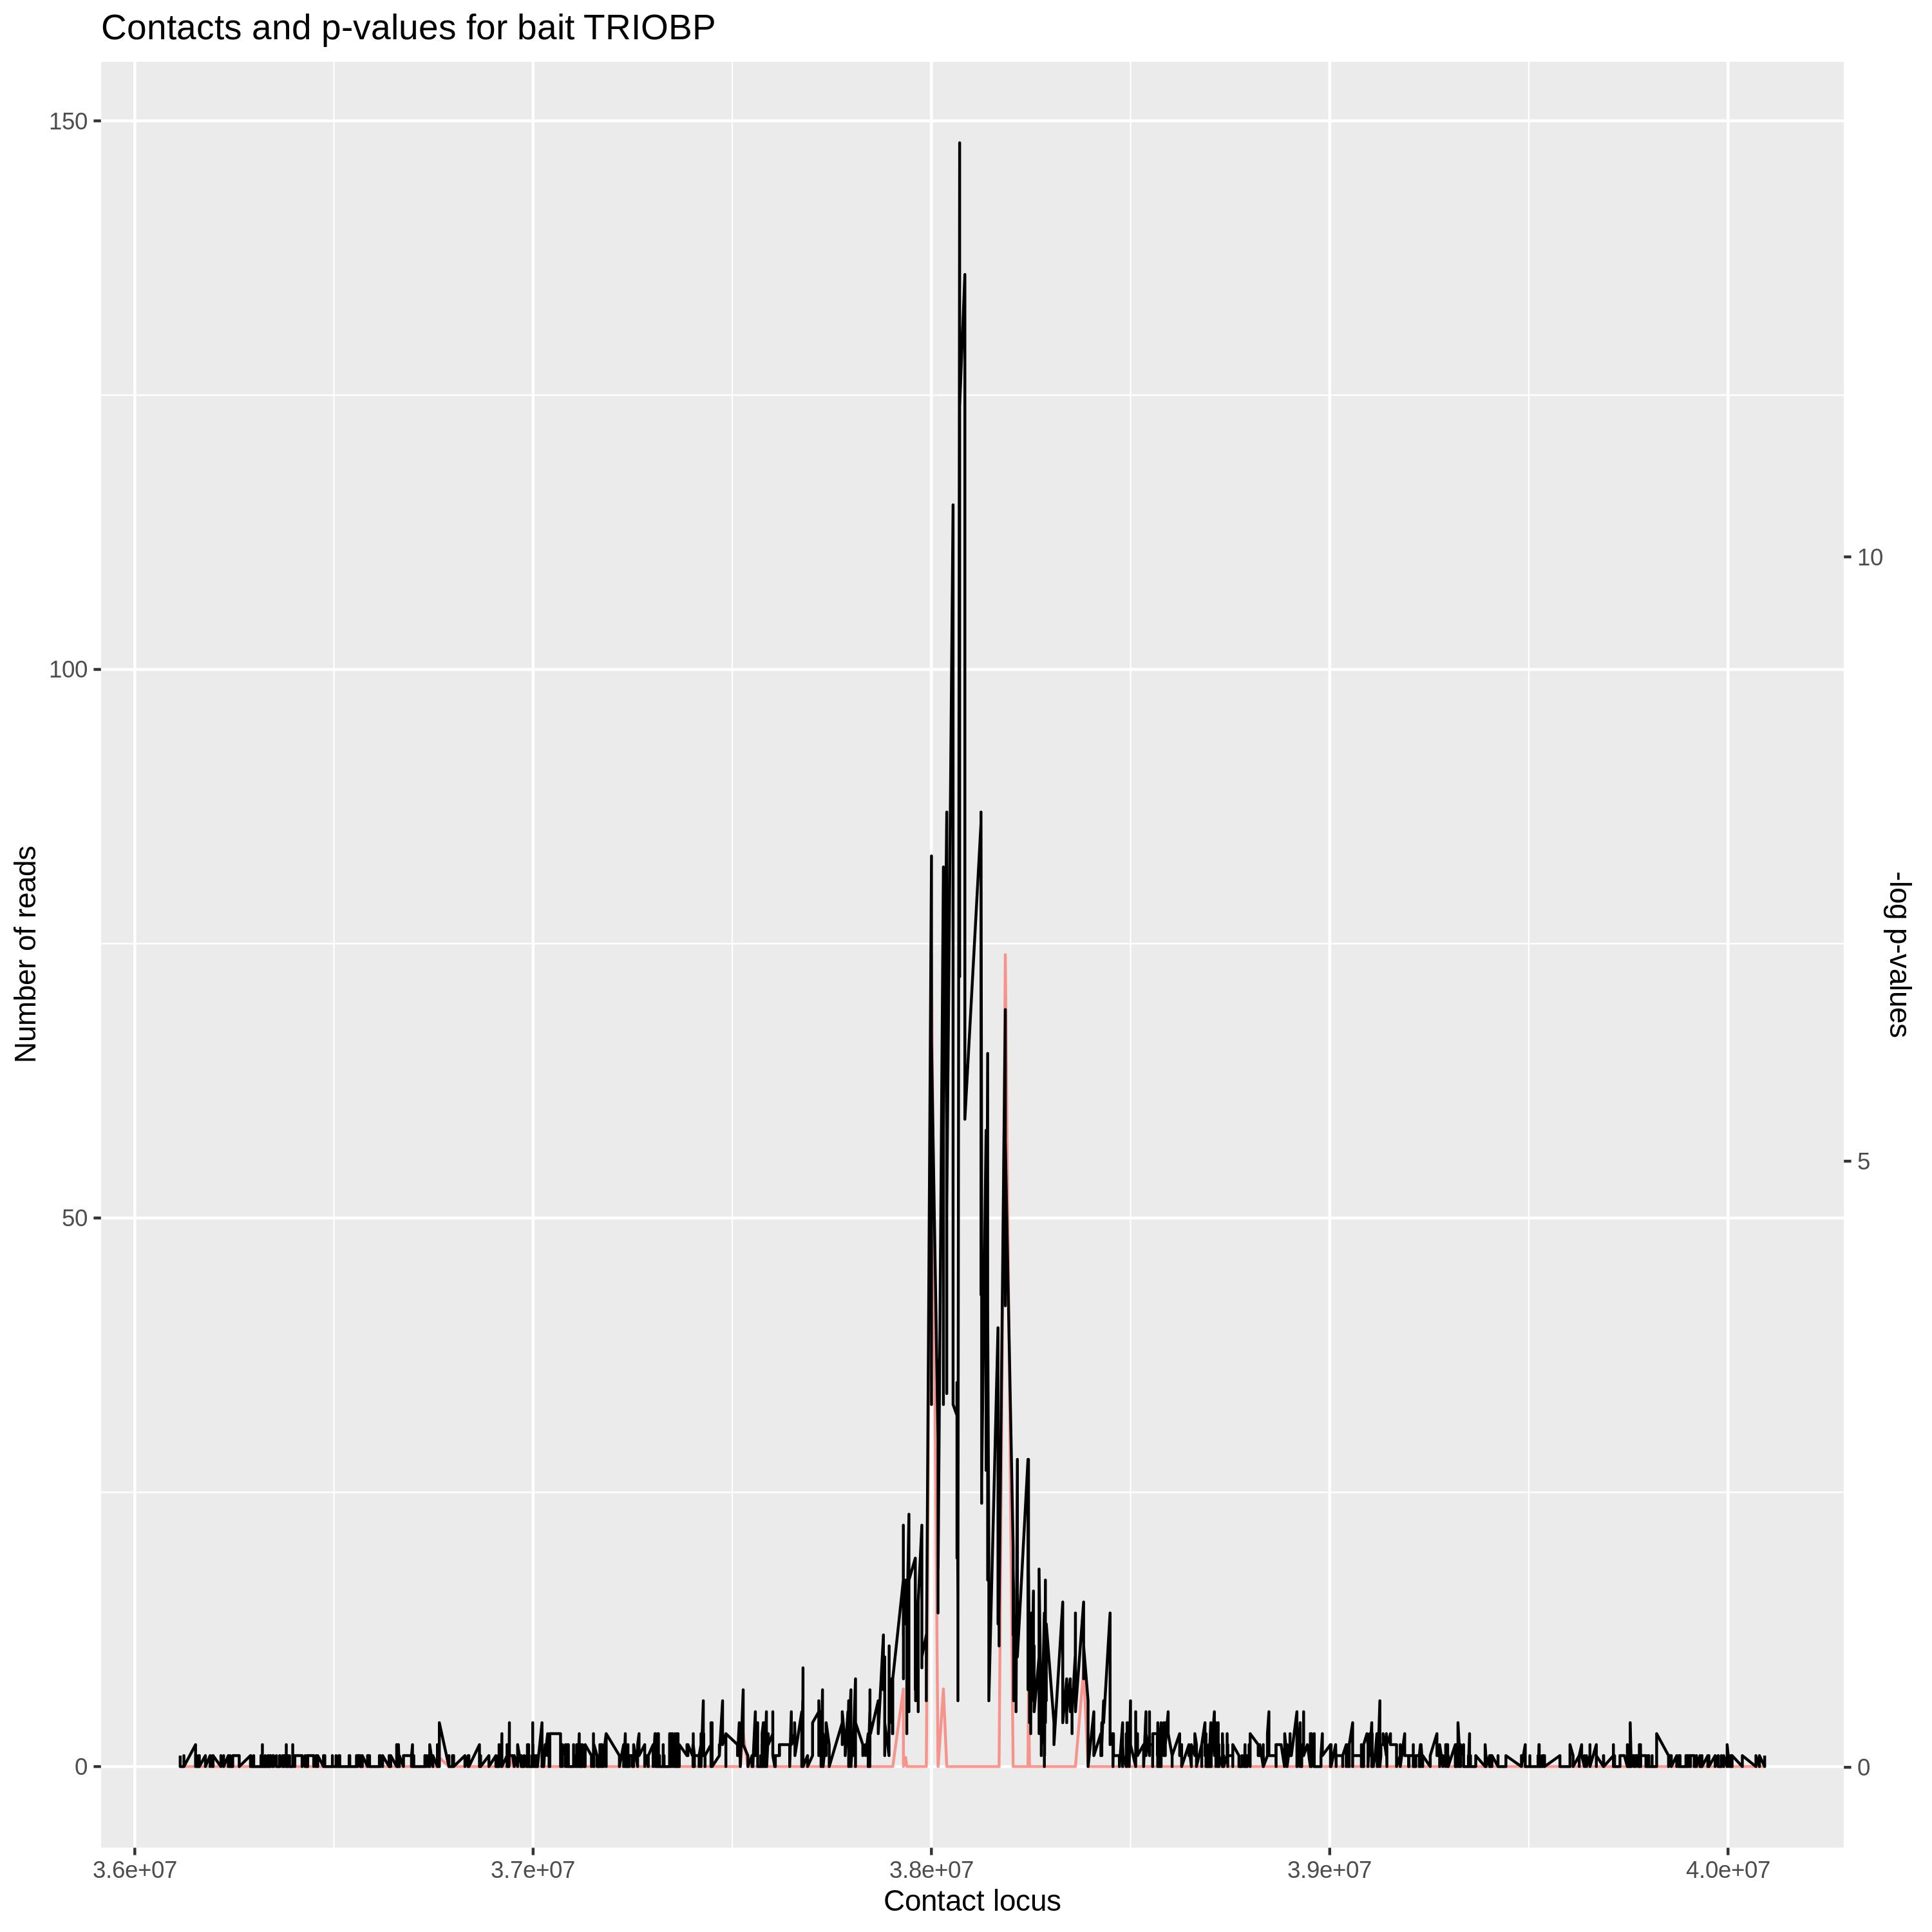 Contacts and p-values for bait TRIOBP
150
100
50
0
Number of reads
10
5
0
-log p-values
3.6e+07
3.7e+07
3.8e+07
3.9e+07
4.0e+07
Contact locus